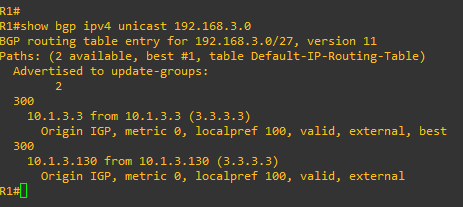 R1#
R1#show bgp ipv4 unicast 192.168.3.0
BGP routing table entry for 192.168.3.0/27, version 11
Paths: (2 available, best #1, table Default-IP-Routing-Table)
  Advertised to update-groups:
        2
  300
    10.1.3.3 from 10.1.3.3 (3.3.3.3)
      Origin IGP, metric 0, localpref 100, valid, external, best
  300
    10.1.3.130 from 10.1.3.130 (3.3.3.3)
      Origin IGP, metric 0, localpref 100, valid, external
R1#